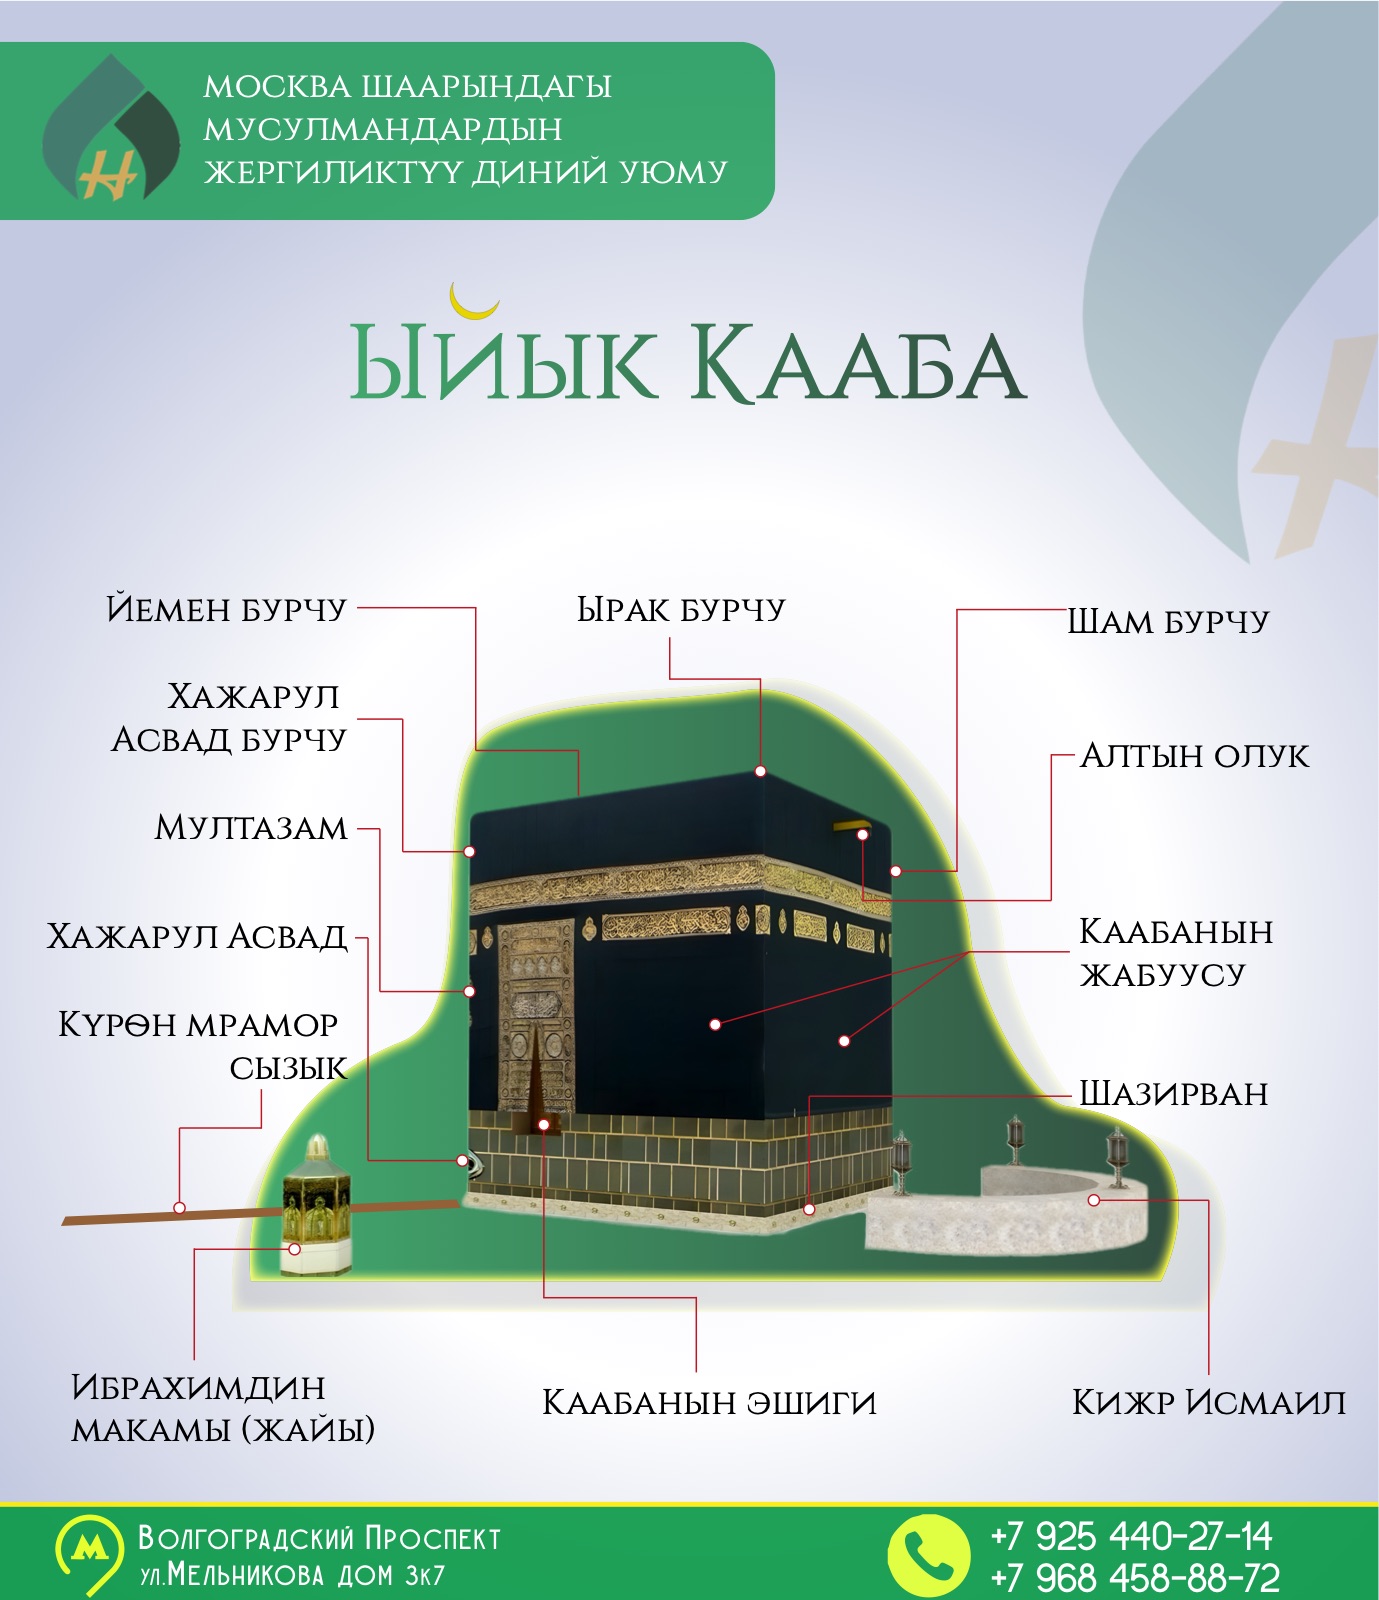 МОСКВА ШААРЫНДАГЫ
МУСУЛМАНДАРДЫН
ЖЕРГИЛИКТҮҮ ДИНИЙ УЮМУ
Ыйык Кааба
Йемен бурчу
Ырак бурчу
Шам бурчу
Хажарул
Асвад бурчу
Алтын олук
Мултазам
Хажарул Асвад
Каабанын
жабуусу
Күрөн мрамор
сызык
Шазирван
Ибрахимдин
макамы (жайы)
Каабанын эшиги
Кижр Исмаил
Волгоградский Проспект
ул.Мельникова дом 3к7
+7 925 440-27-14
+7 968 458-88-72